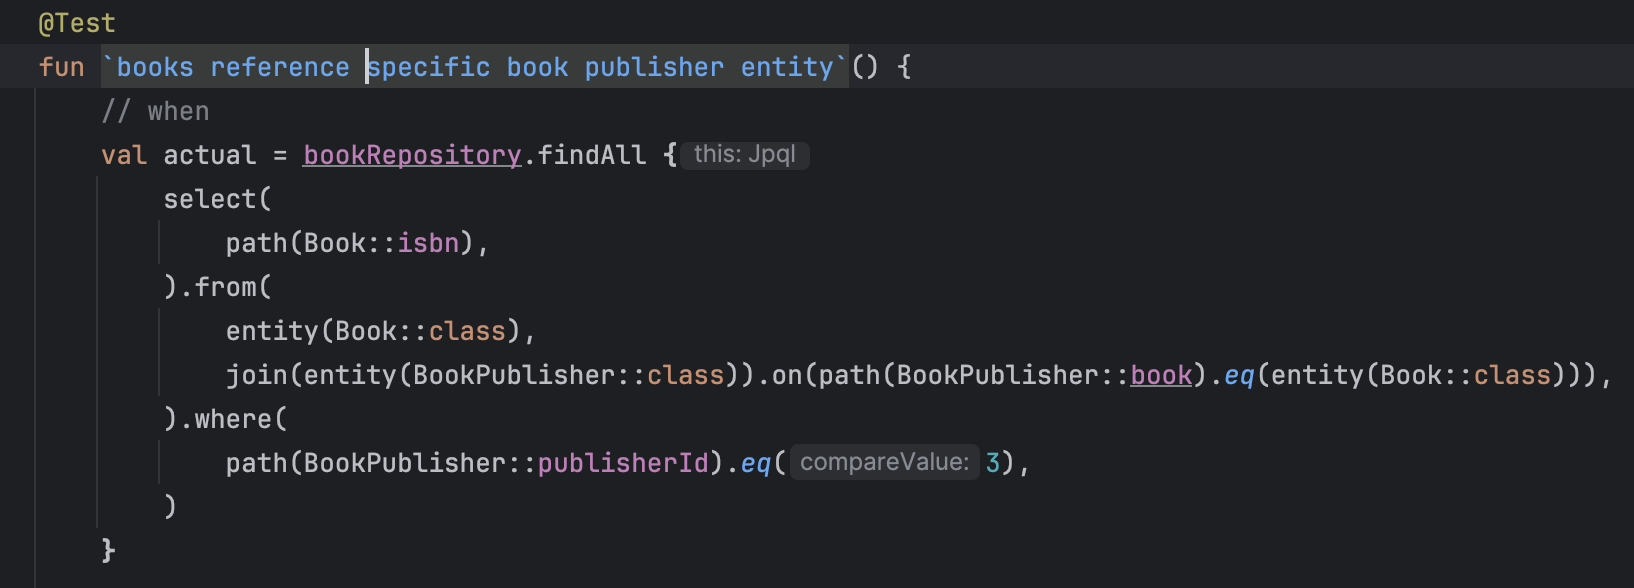 @Test
fun `books reference specific book publisher entity`() {
// when
val actual = bookRepository.findAll { this: Jpql
select(
path(Book::isbn),
).from(
entity(Book::class),
join(entity(BookPublisher::class)).on(path(BookPublisher::book).eq(entity(Book::class))),
).where(
path(BookPublisher::publisherId).eq( compareValue: 3),
)
}